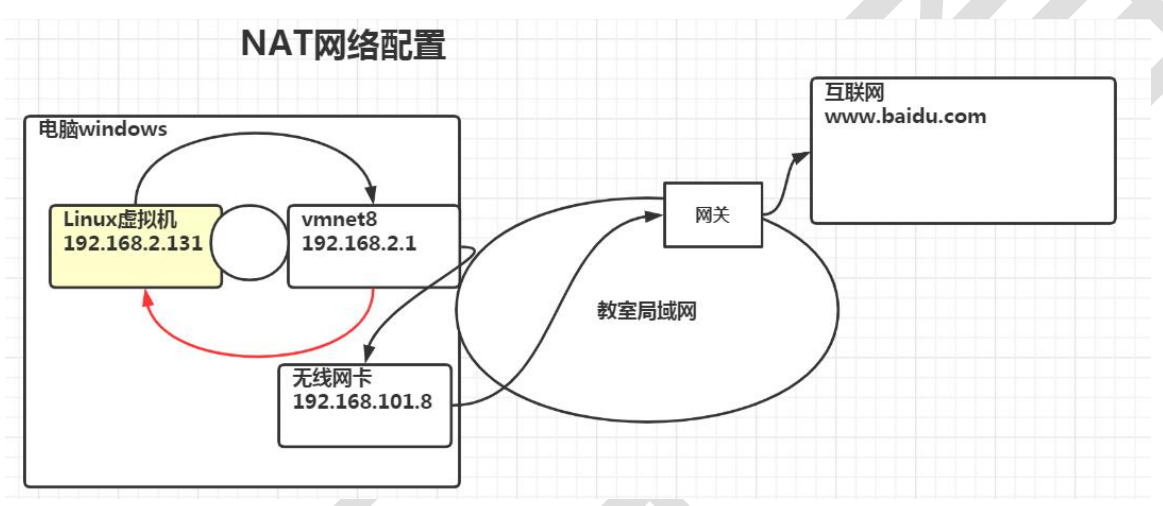 NAT网络配置
互联网
www.baidu.com
电脑windows
Linux虚拟机
192.168.2.131
vmnet8
192.168.2.1
网关
教室局域网
无线网卡
192.168.101.8